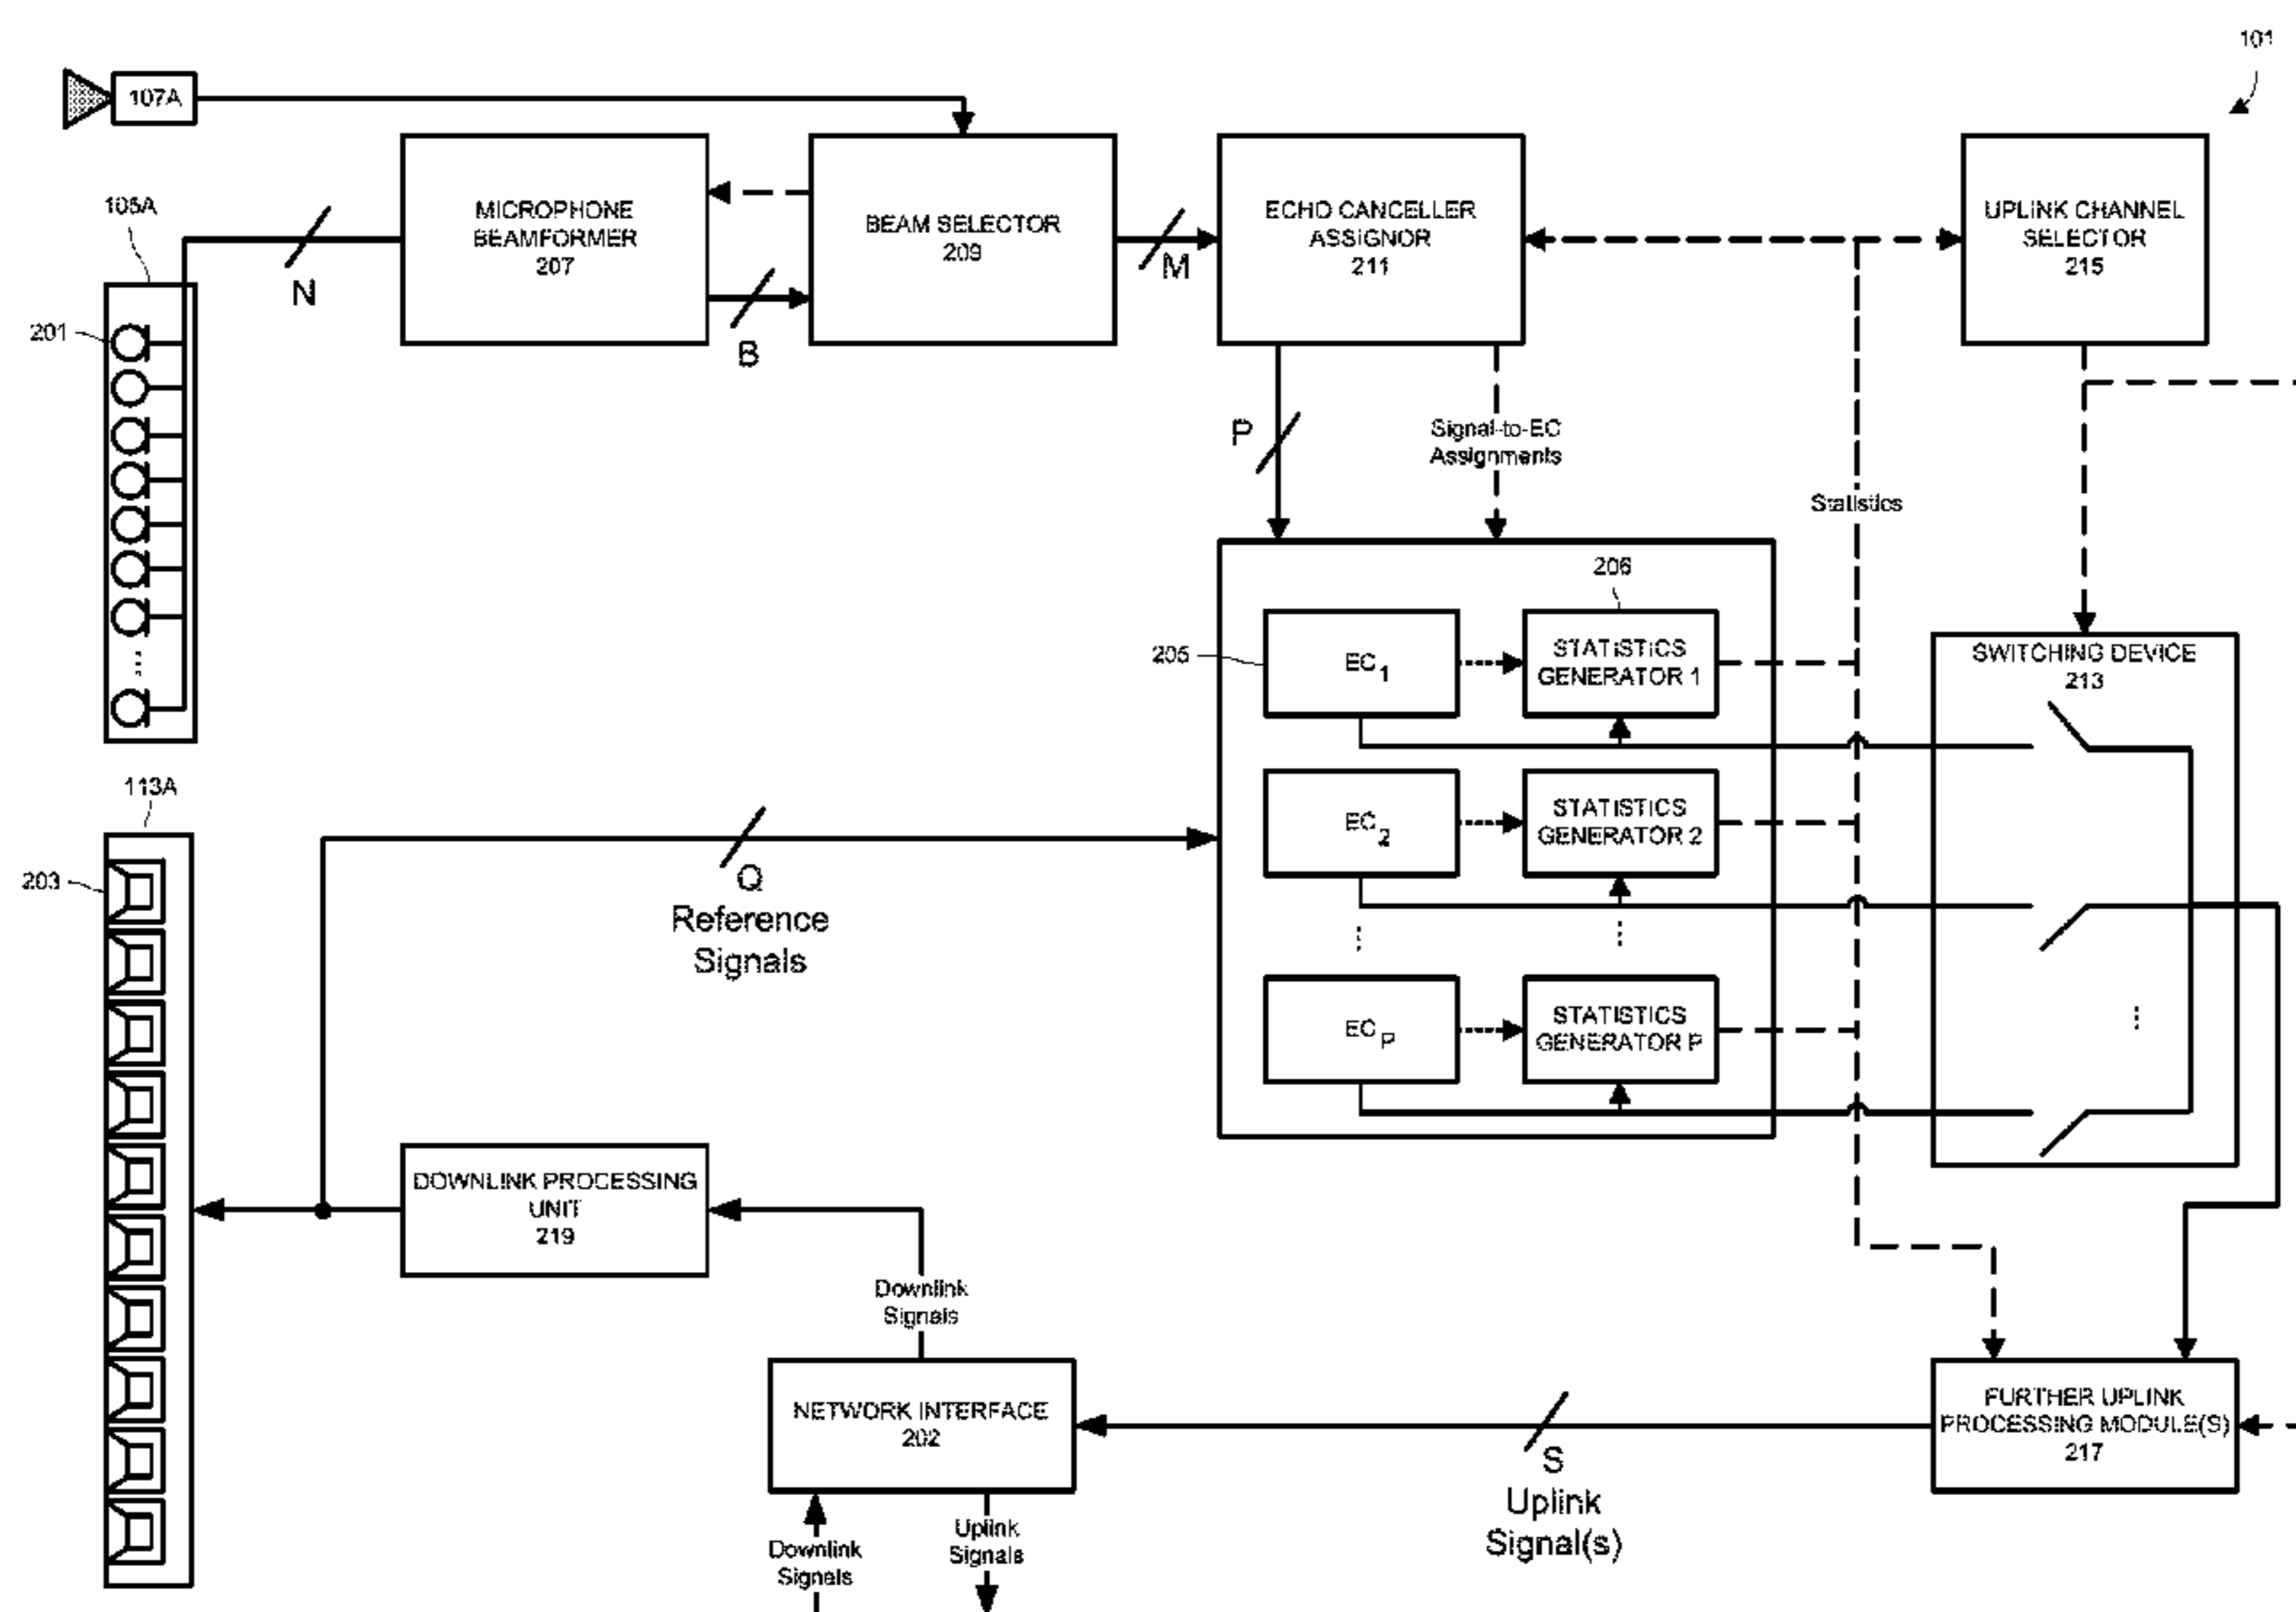 101
107A
105A
201
N
MICROPHONE
BEAMFORMER
207
B
BEAM SELECTOR
209
M
ECHO CANCELLER
ASSIGNOR
211
UPLINK CHANNEL
SELECTOR
215
P
Signal-to-EC
Assignments
Statistics
206
205
EC1
STATISTICS
GENERATOR 1
EC2
STATISTICS
GENERATOR 2
ECP
STATISTICS
GENERATOR P
SWITCHING DEVICE
213
113A
203
Q
Reference
Signals
DOWNLINK PROCESSING
UNIT
219
Downlink
Signals
NETWORK INTERFACE
202
S
Uplink
Signal(s)
FURTHER UPLINK
PROCESSING MODULE(S)
217
Downlink
Signals
Uplink
Signals